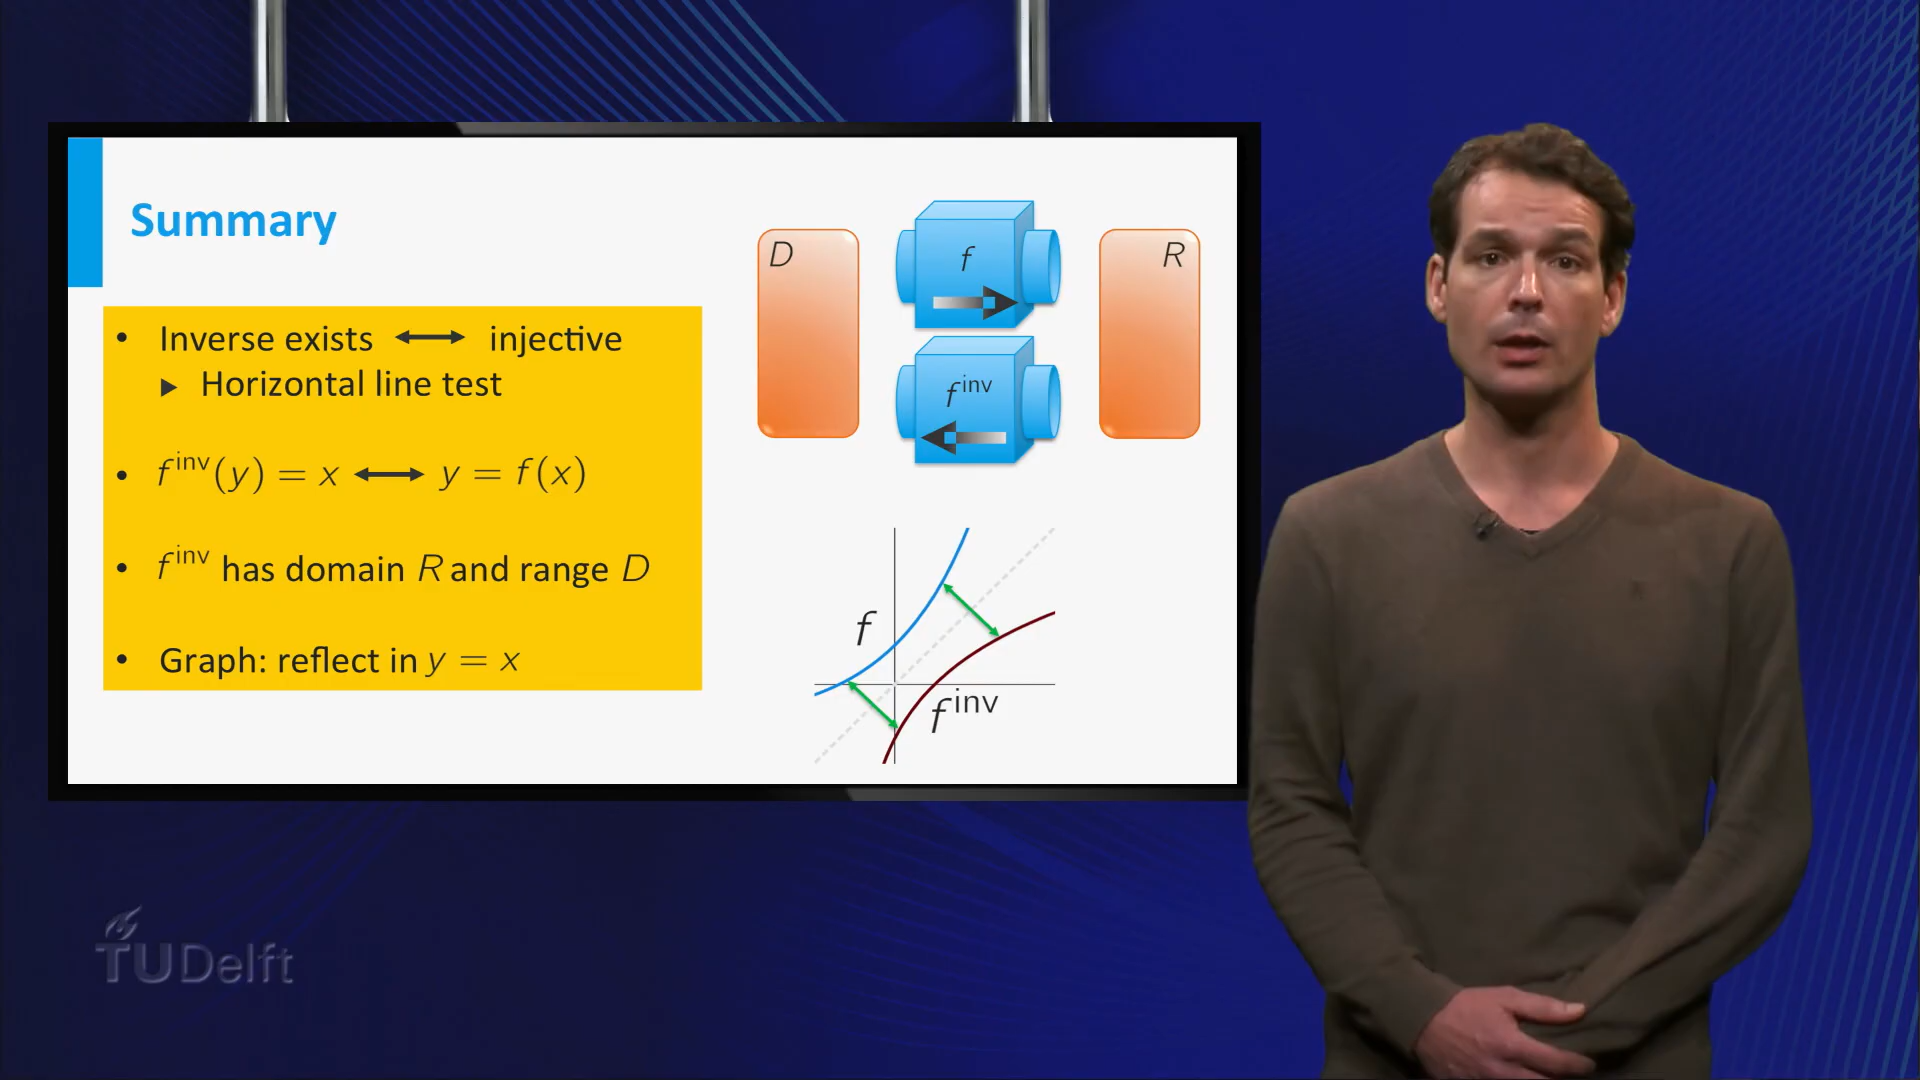 Summary
• Inverse exists ⟷ injective
▶ Horizontal line test
• f^inv(y) = x ⟷ y = f(x)
• f^inv has domain R and range D
• Graph: reflect in y = x
D
f
R
f^inv
f
f^inv
TUDelft